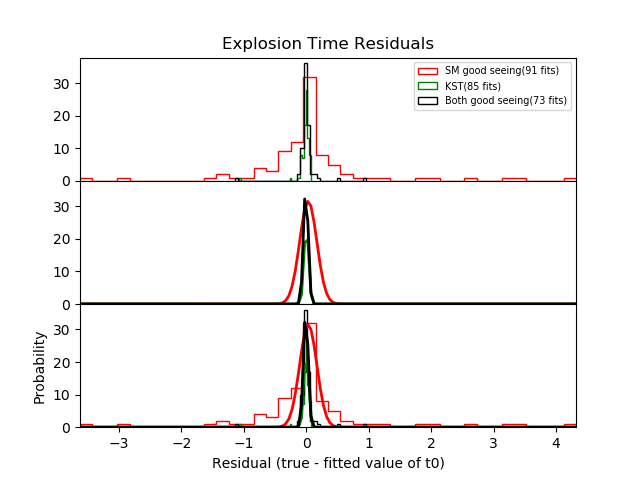 Explosion Time Residuals
SM good seeing(91 fits)
KST(85 fits)
Both good seeing(73 fits)
30
20
10
0
30
20
10
0
30
20
10
0
Probability
−3 −2 −1 0 1 2 3 4
Residual (true - fitted value of t0)